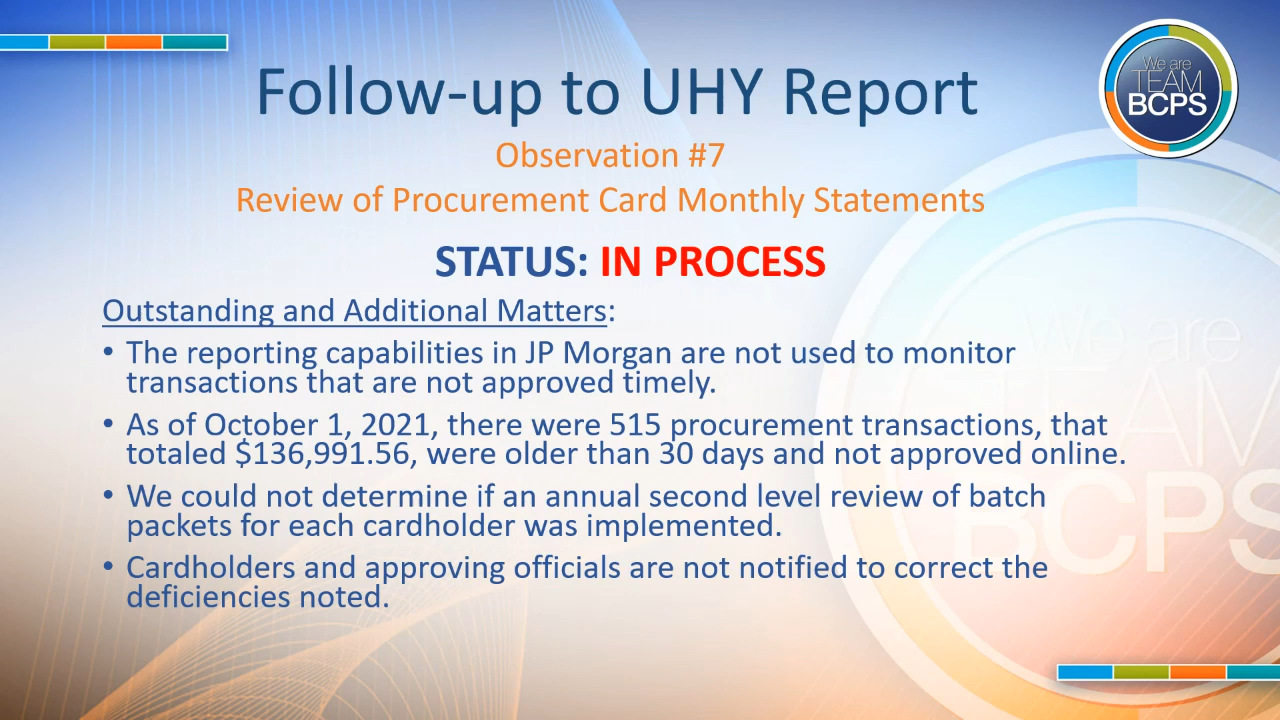 We are
TEAM
BCPS
Follow-up to UHY Report
Observation #7
Review of Procurement Card Monthly Statements
STATUS: IN PROCESS
Outstanding and Additional Matters:
• The reporting capabilities in JP Morgan are not used to monitor
transactions that are not approved timely.
• As of October 1, 2021, there were 515 procurement transactions, that
totaled $136,991.56, were older than 30 days and not approved online.
• We could not determine if an annual second level review of batch
packets for each cardholder was implemented.
• Cardholders and approving officials are not notified to correct the
deficiencies noted.
We are
TEAM
BCPS